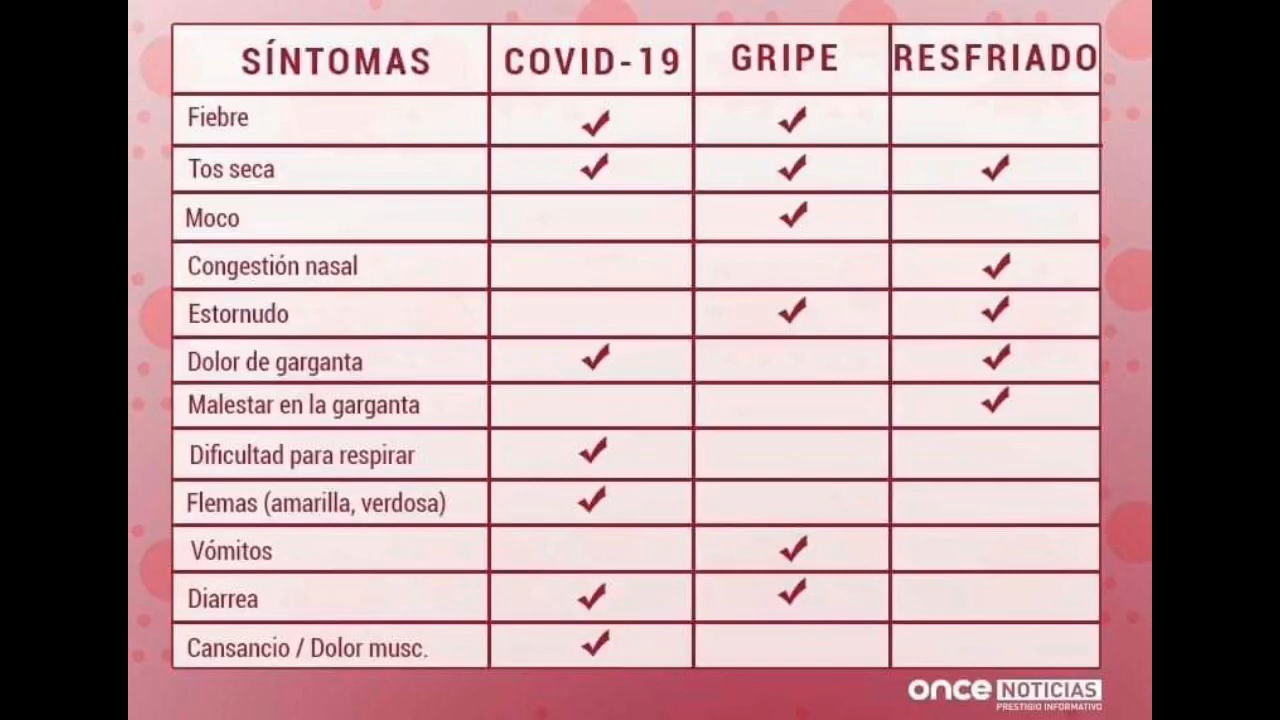 SÍNTOMAS COVID-19 GRIPE RESFRIADO
Fiebre ✓ ✓
Tos seca ✓ ✓ ✓
Moco ✓
Congestión nasal ✓
Estornudo ✓ ✓
Dolor de garganta ✓ ✓
Malestar en la garganta ✓
Dificultad para respirar ✓
Flemas (amarilla, verdosa) ✓
Vómitos ✓
Diarrea ✓ ✓
Cansancio / Dolor musc. ✓
once NOTICIAS
PRESTIGIO INFORMATIVO